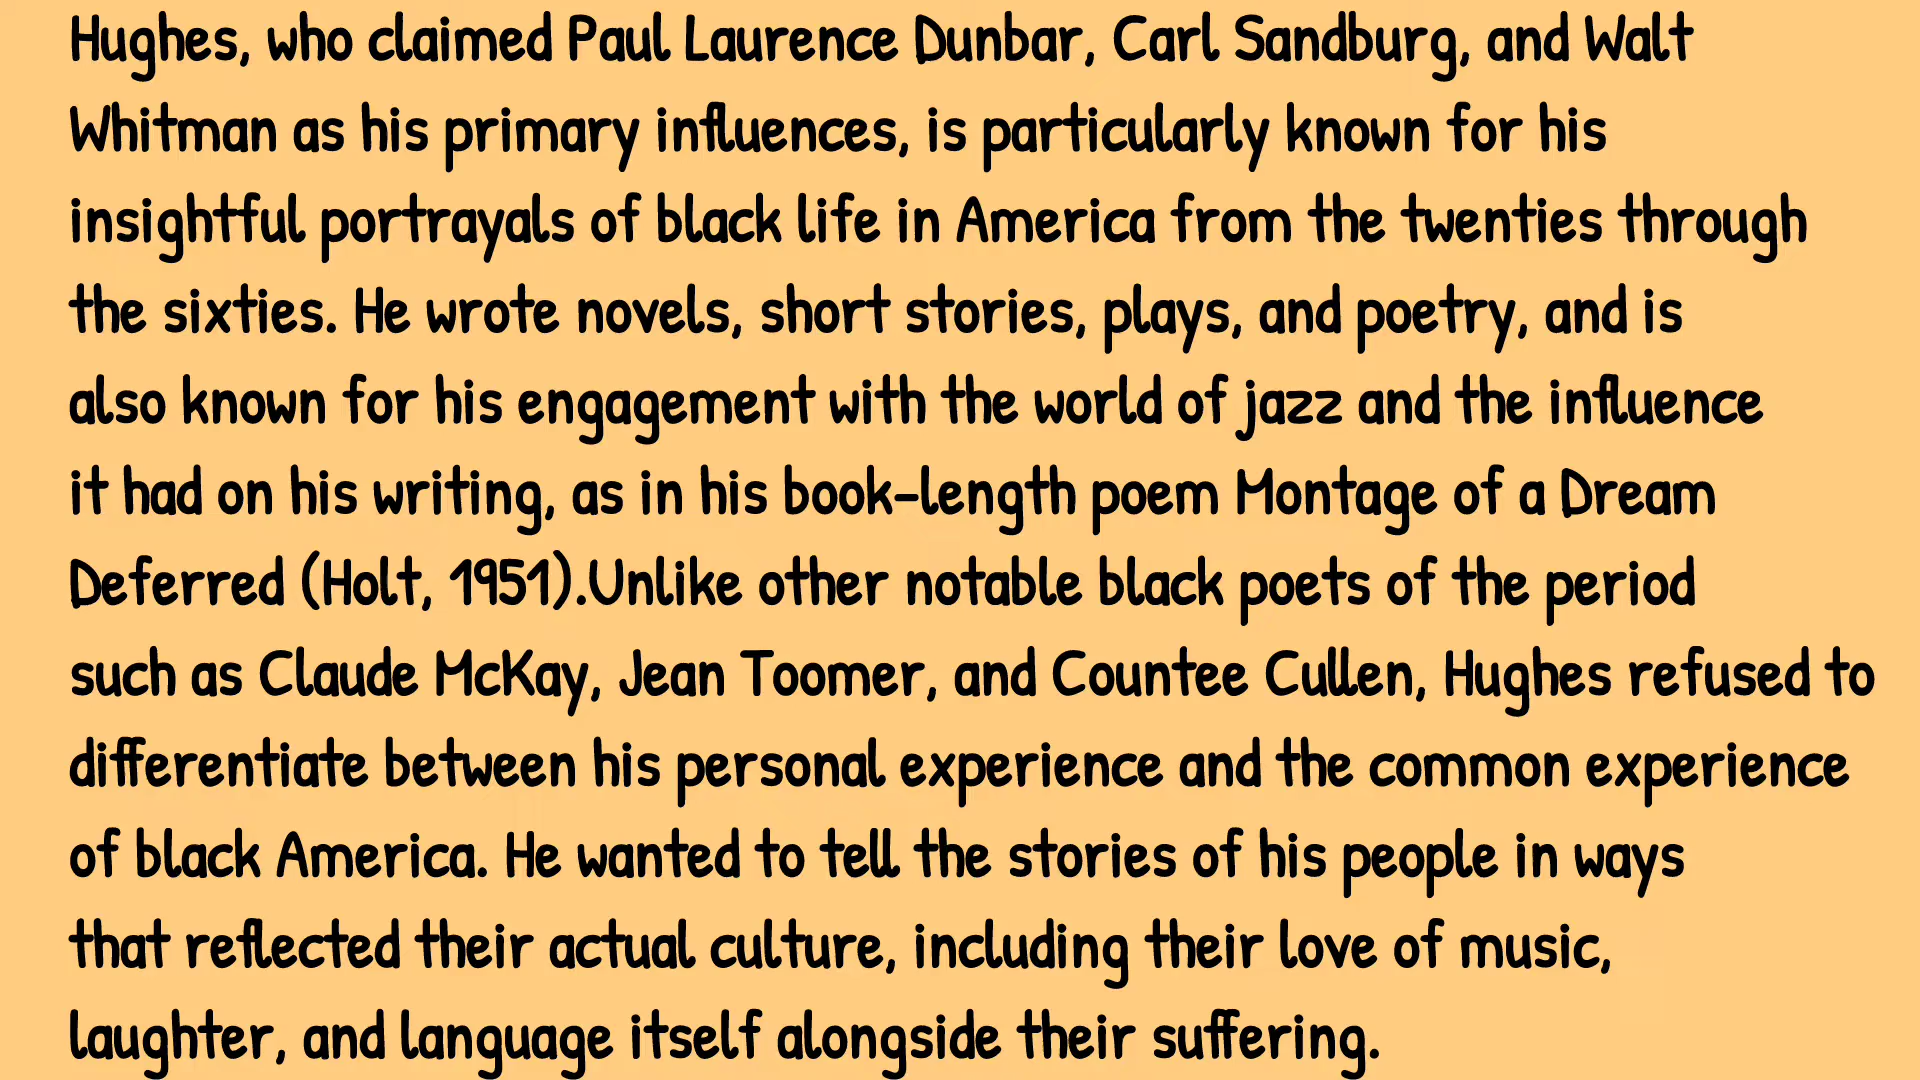 Hughes, who claimed Paul Laurence Dunbar, Carl Sandburg, and Walt
Whitman as his primary influences, is particularly known for his
insightful portrayals of black life in America from the twenties through
the sixties. He wrote novels, short stories, plays, and poetry, and is
also known for his engagement with the world of jazz and the influence
it had on his writing, as in his book-length poem Montage of a Dream
Deferred (Holt, 1951).Unlike other notable black poets of the period
such as Claude McKay, Jean Toomer, and Countee Cullen, Hughes refused to
differentiate between his personal experience and the common experience
of black America. He wanted to tell the stories of his people in ways
that reflected their actual culture, including their love of music,
laughter, and language itself alongside their suffering.